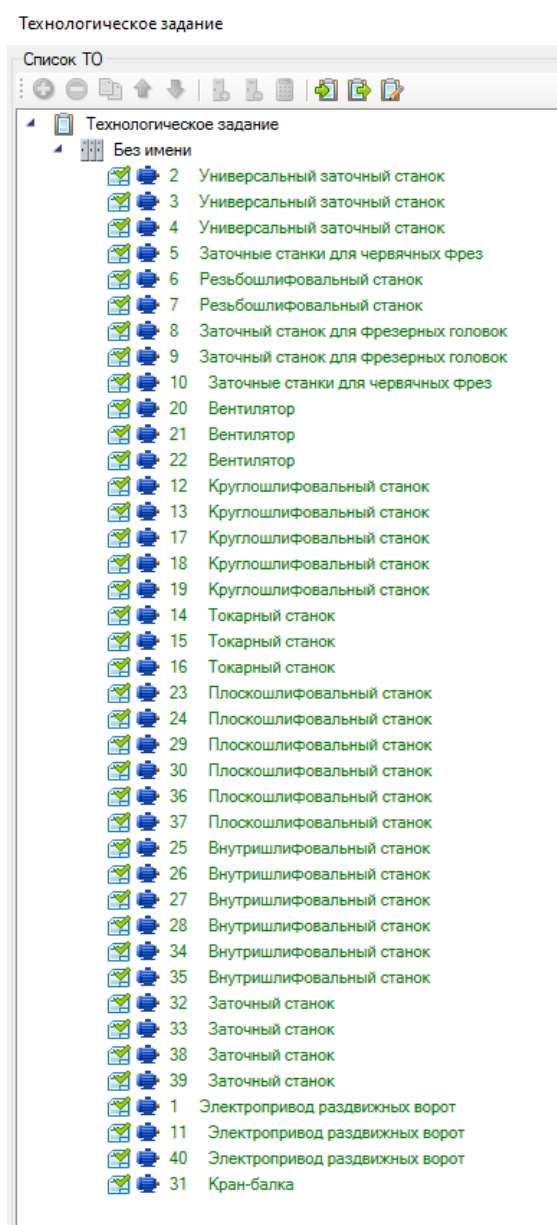 Технологическое задание
Список ТО
Технологическое задание
Без имени
2 Универсальный заточный станок
3 Универсальный заточный станок
4 Универсальный заточный станок
5 Заточные станки для червячных фрез
6 Резьбошлифовальный станок
7 Резьбошлифовальный станок
8 Заточный станок для фрезерных головок
9 Заточный станок для фрезерных головок
10 Заточные станки для червячных фрез
20 Вентилятор
21 Вентилятор
22 Вентилятор
12 Круглошлифовальный станок
13 Круглошлифовальный станок
17 Круглошлифовальный станок
18 Круглошлифовальный станок
19 Круглошлифовальный станок
14 Токарный станок
15 Токарный станок
16 Токарный станок
23 Плоскошлифовальный станок
24 Плоскошлифовальный станок
29 Плоскошлифовальный станок
30 Плоскошлифовальный станок
36 Плоскошлифовальный станок
37 Плоскошлифовальный станок
25 Внутришлифовальный станок
26 Внутришлифовальный станок
27 Внутришлифовальный станок
28 Внутришлифовальный станок
34 Внутришлифовальный станок
35 Внутришлифовальный станок
32 Заточный станок
33 Заточный станок
38 Заточный станок
39 Заточный станок
1 Электропривод раздвижных ворот
11 Электропривод раздвижных ворот
40 Электропривод раздвижных ворот
31 Кран-балка